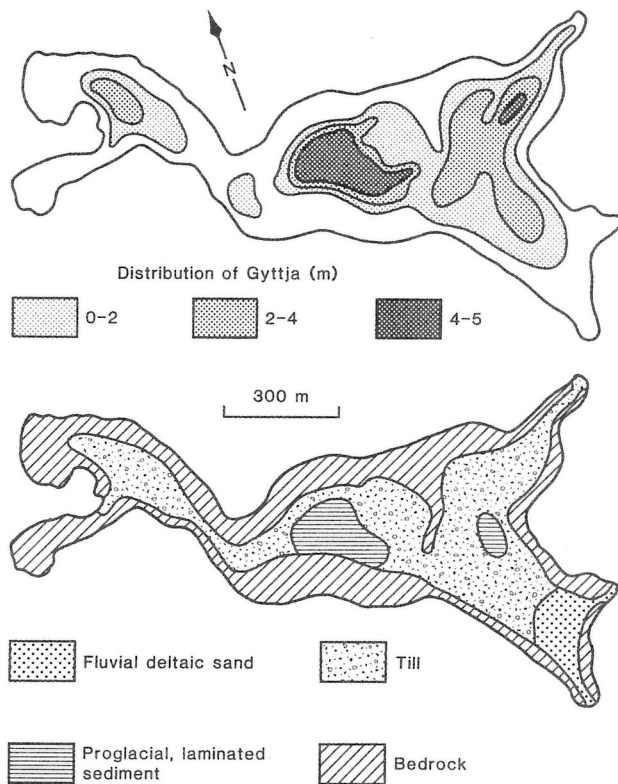 N
Distribution of Gyttja (m)
0-2
2-4
4-5
300 m
Fluvial deltaic sand
Till
Proglacial, laminated
sediment
Bedrock